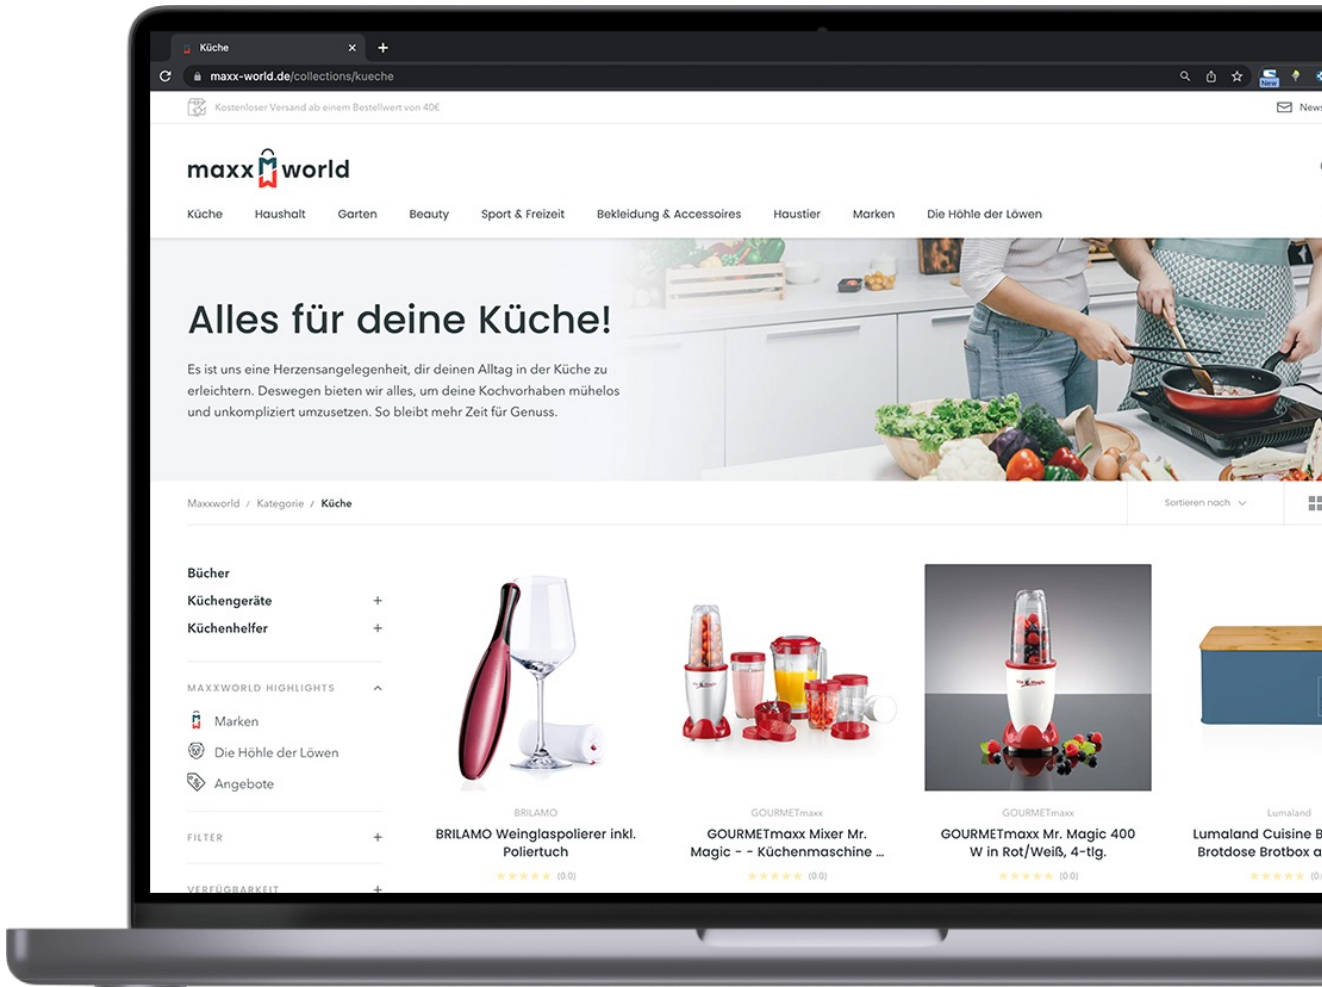 Küche
maxx-world.de/collections/kueche
New
Kostenloser Versand ab einem Bestellwert von 40€
News
maxx world
Küche Haushalt Garten Beauty Sport & Freizeit Bekleidung & Accessoires Haustier Marken Die Höhle der Löwen
Alles für deine Küche!
Es ist uns eine Herzensangelegenheit, dir deinen Alltag in der Küche zu
erleichtern. Deswegen bieten wir alles, um deine Kochvorhaben mühelos
und unkompliziert umzusetzen. So bleibt mehr Zeit für Genuss.
Maxxworld / Kategorie / Küche
Sortieren nach
Bücher
Küchengeräte +
Küchenhelfer +
MAXXWORLD HIGHLIGHTS
Marken
Die Höhle der Löwen
Angebote
FILTER +
VERFÜGBARKEIT +
BRILAMO
BRILAMO Weinglaspolierer inkl.
Poliertuch
(0.0)
GOURMETmaxx
GOURMETmaxx Mixer Mr.
Magic - - Küchenmaschine ...
(0.0)
GOURMETmaxx
GOURMETmaxx Mr. Magic 400
W in Rot/Weiß, 4-tlg.
(0.0)
Lumaland
Lumaland Cuisine B
Brotdose Brotbox a
(0.